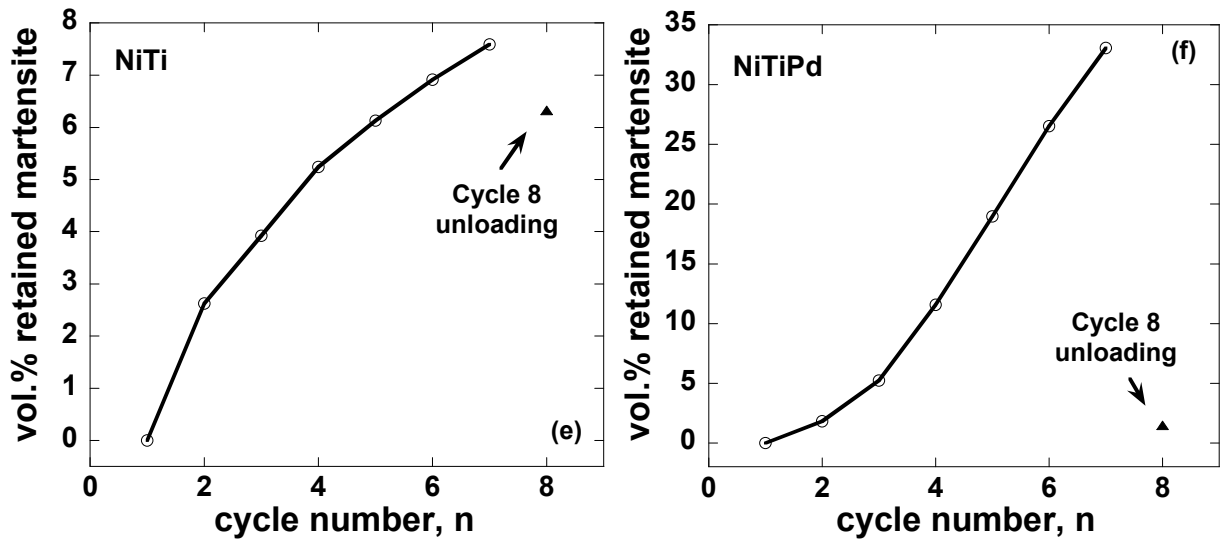 vol.% retained martensite
8
7
6
5
4
3
2
1
0
NiTi
Cycle 8
unloading
(e)
0 2 4 6 8
cycle number, n
vol.% retained martensite
35
30
25
20
15
10
5
0
NiTiPd
(f)
Cycle 8
unloading
0 2 4 6 8
cycle number, n